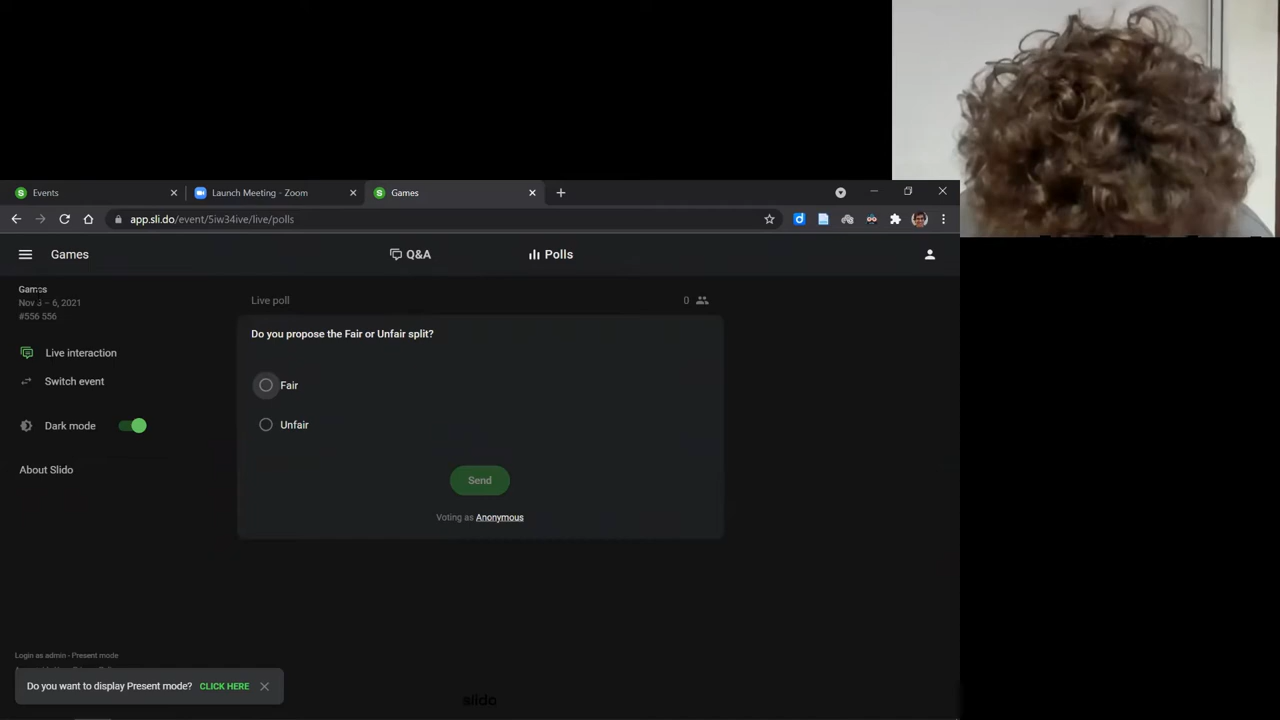 Events
Launch Meeting - Zoom
Games
app.sli.do/event/5iw34ive/live/polls
Games
Q&A
Polls
Games
Nov 3 – 6, 2021
#556 556
Live interaction
Switch event
Dark mode
About Slido
Live poll
0
Do you propose the Fair or Unfair split?
Fair
Unfair
Send
Voting as Anonymous
Login as admin - Present mode
Do you want to display Present mode? CLICK HERE
slido